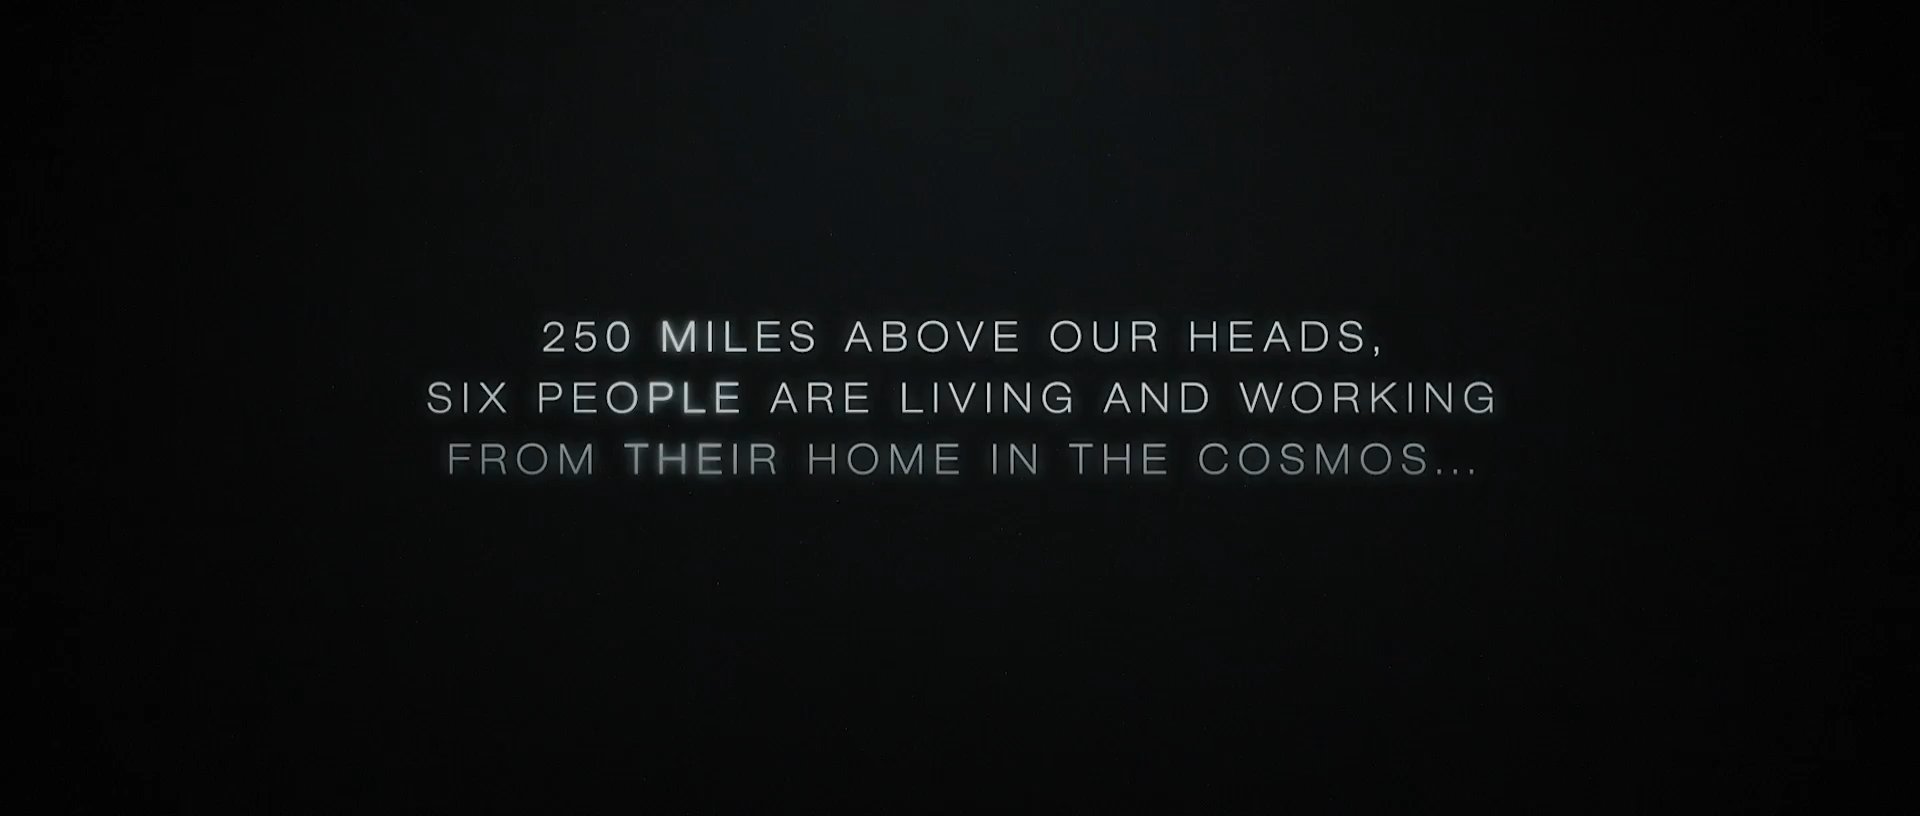 250 MILES ABOVE OUR HEADS,
SIX PEOPLE ARE LIVING AND WORKING
FROM THEIR HOME IN THE COSMOS...